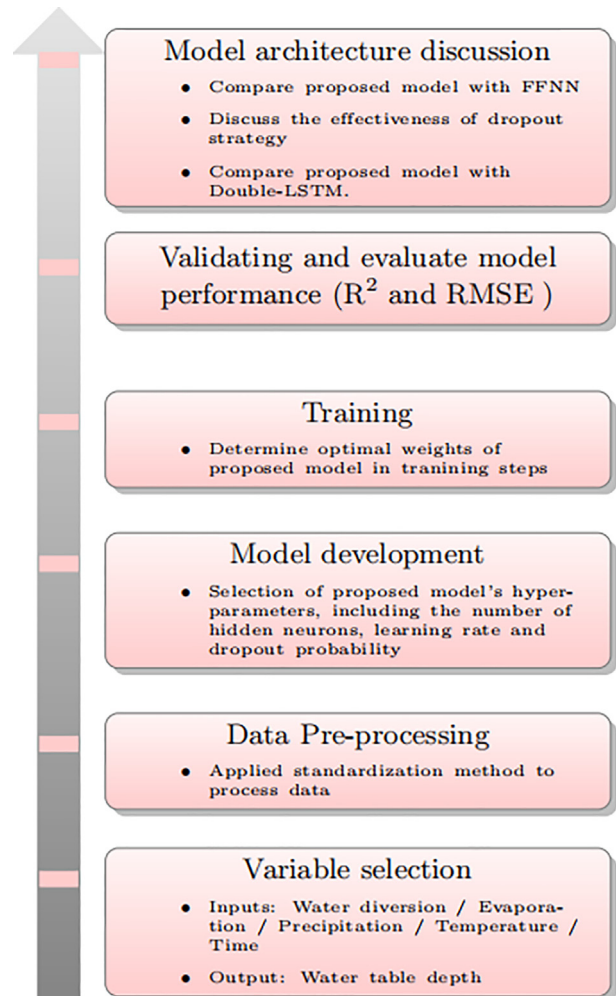 Model architecture discussion
• Compare proposed model with FFNN
• Discuss the effectiveness of dropout
strategy
• Compare proposed model with
Double-LSTM.
Validating and evaluate model
performance (R² and RMSE )
Training
• Determine optimal weights of
proposed model in tranining steps
Model development
• Selection of proposed model's hyper-
parameters, including the number of
hidden neurons, learning rate and
dropout probability
Data Pre-processing
• Applied standardization method to
process data
Variable selection
• Inputs: Water diversion / Evapora-
tion / Precipitation / Temperature /
Time
• Output: Water table depth